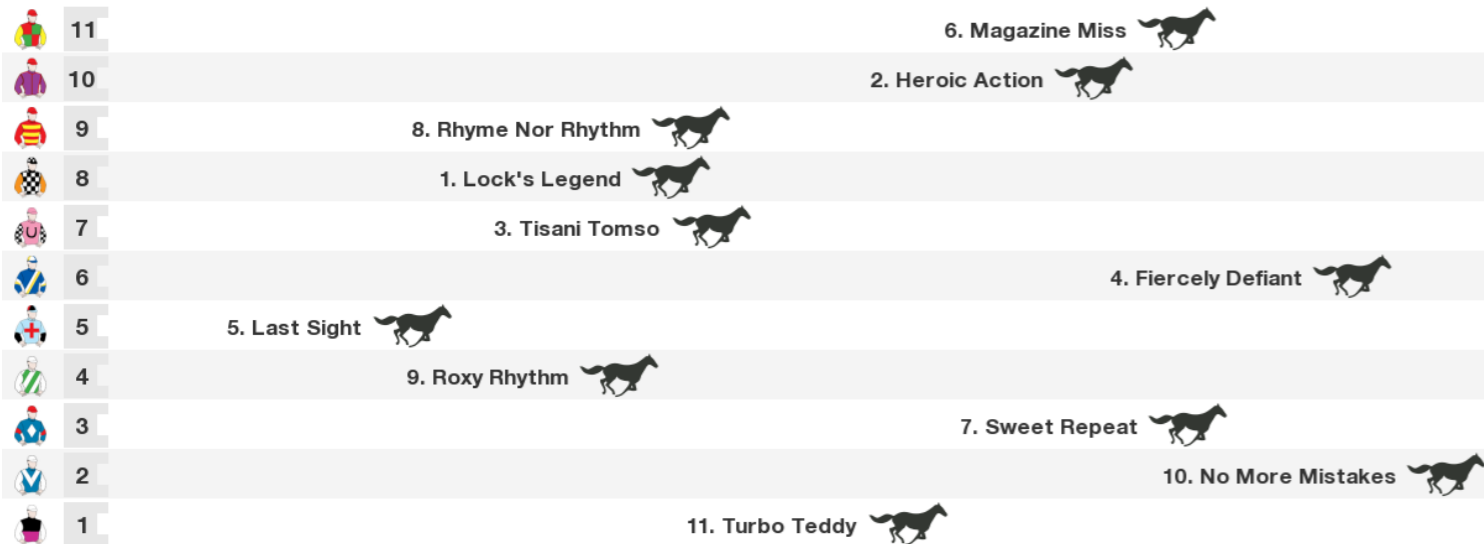 11 6. Magazine Miss
10 2. Heroic Action
9 8. Rhyme Nor Rhythm
8 1. Lock's Legend
7 3. Tisani Tomso
6 4. Fiercely Defiant
5 5. Last Sight
4 9. Roxy Rhythm
3 7. Sweet Repeat
2 10. No More Mistakes
1 11. Turbo Teddy